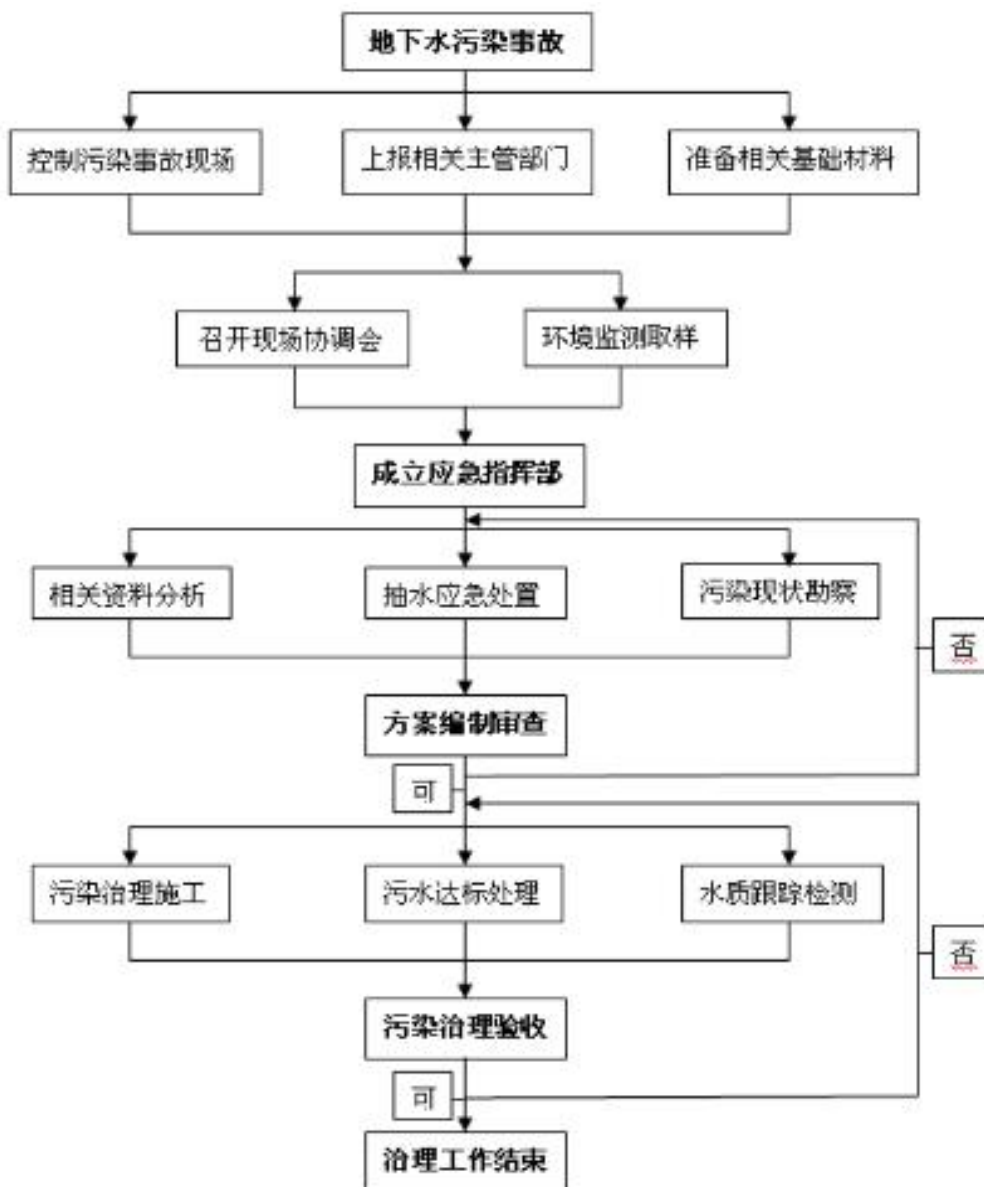 地下水污染事故
控制污染事故现场
上报相关主管部门
准备相关基础材料
召开现场协调会
环境监测取样
成立应急指挥部
相关资料分析
抽水应急处置
污染现状勘察
否
方案编制审查
可
污染治理施工
污水达标处理
水质跟踪检测
否
污染治理验收
可
治理工作结束